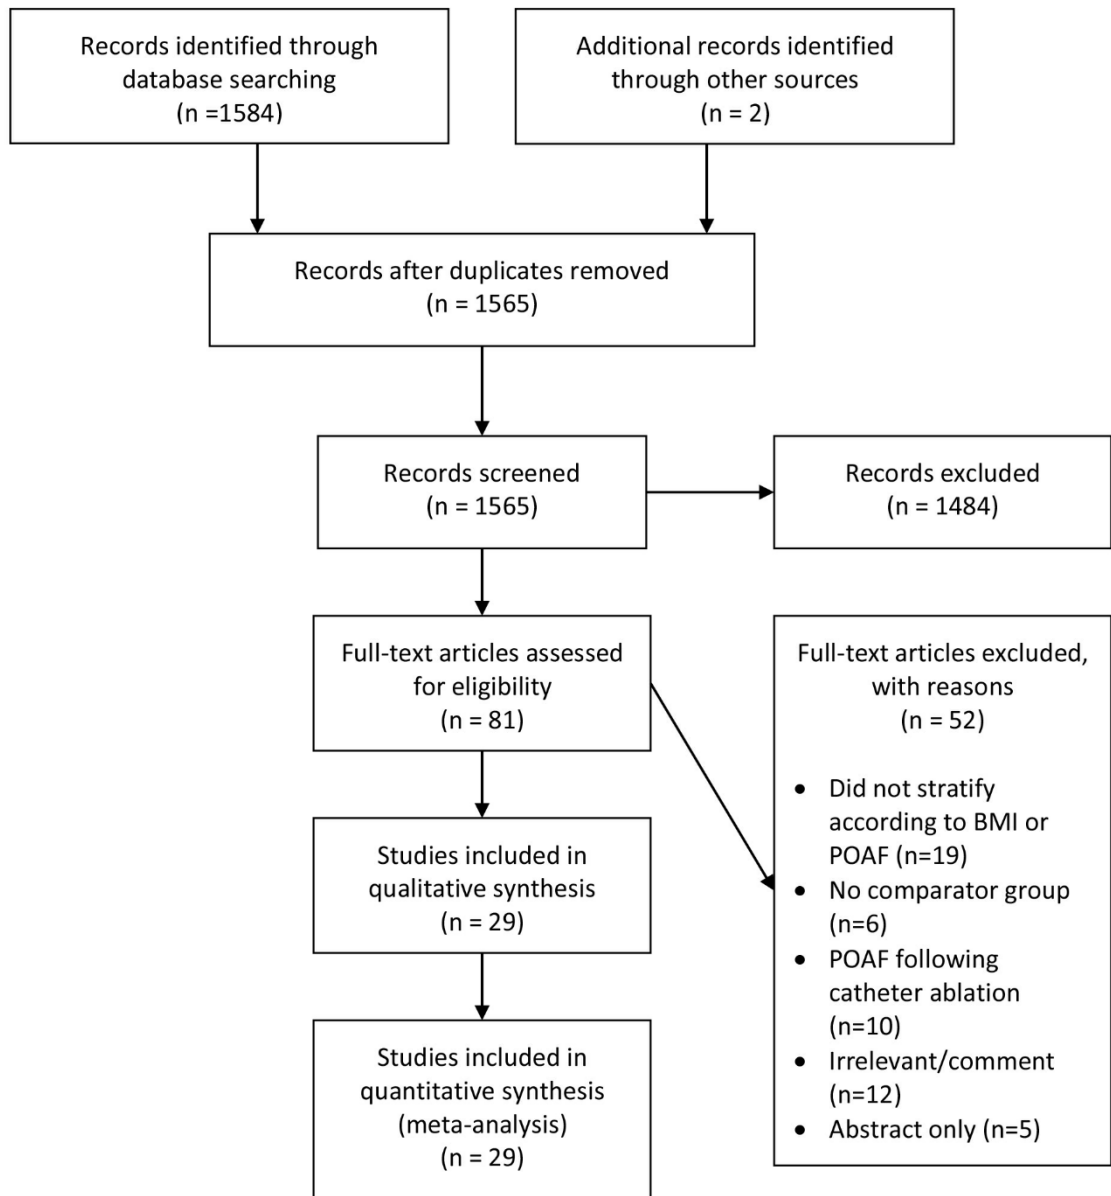 Records identified through
database searching
(n =1584)
Additional records identified
through other sources
(n = 2)
Records after duplicates removed
(n = 1565)
Records screened
(n = 1565)
Records excluded
(n = 1484)
Full-text articles assessed
for eligibility
(n = 81)
Full-text articles excluded,
with reasons
(n = 52)
• Did not stratify
according to BMI or
POAF (n=19)
• No comparator group
(n=6)
• POAF following
catheter ablation
(n=10)
• Irrelevant/comment
(n=12)
• Abstract only (n=5)
Studies included in
qualitative synthesis
(n = 29)
Studies included in
quantitative synthesis
(meta-analysis)
(n = 29)